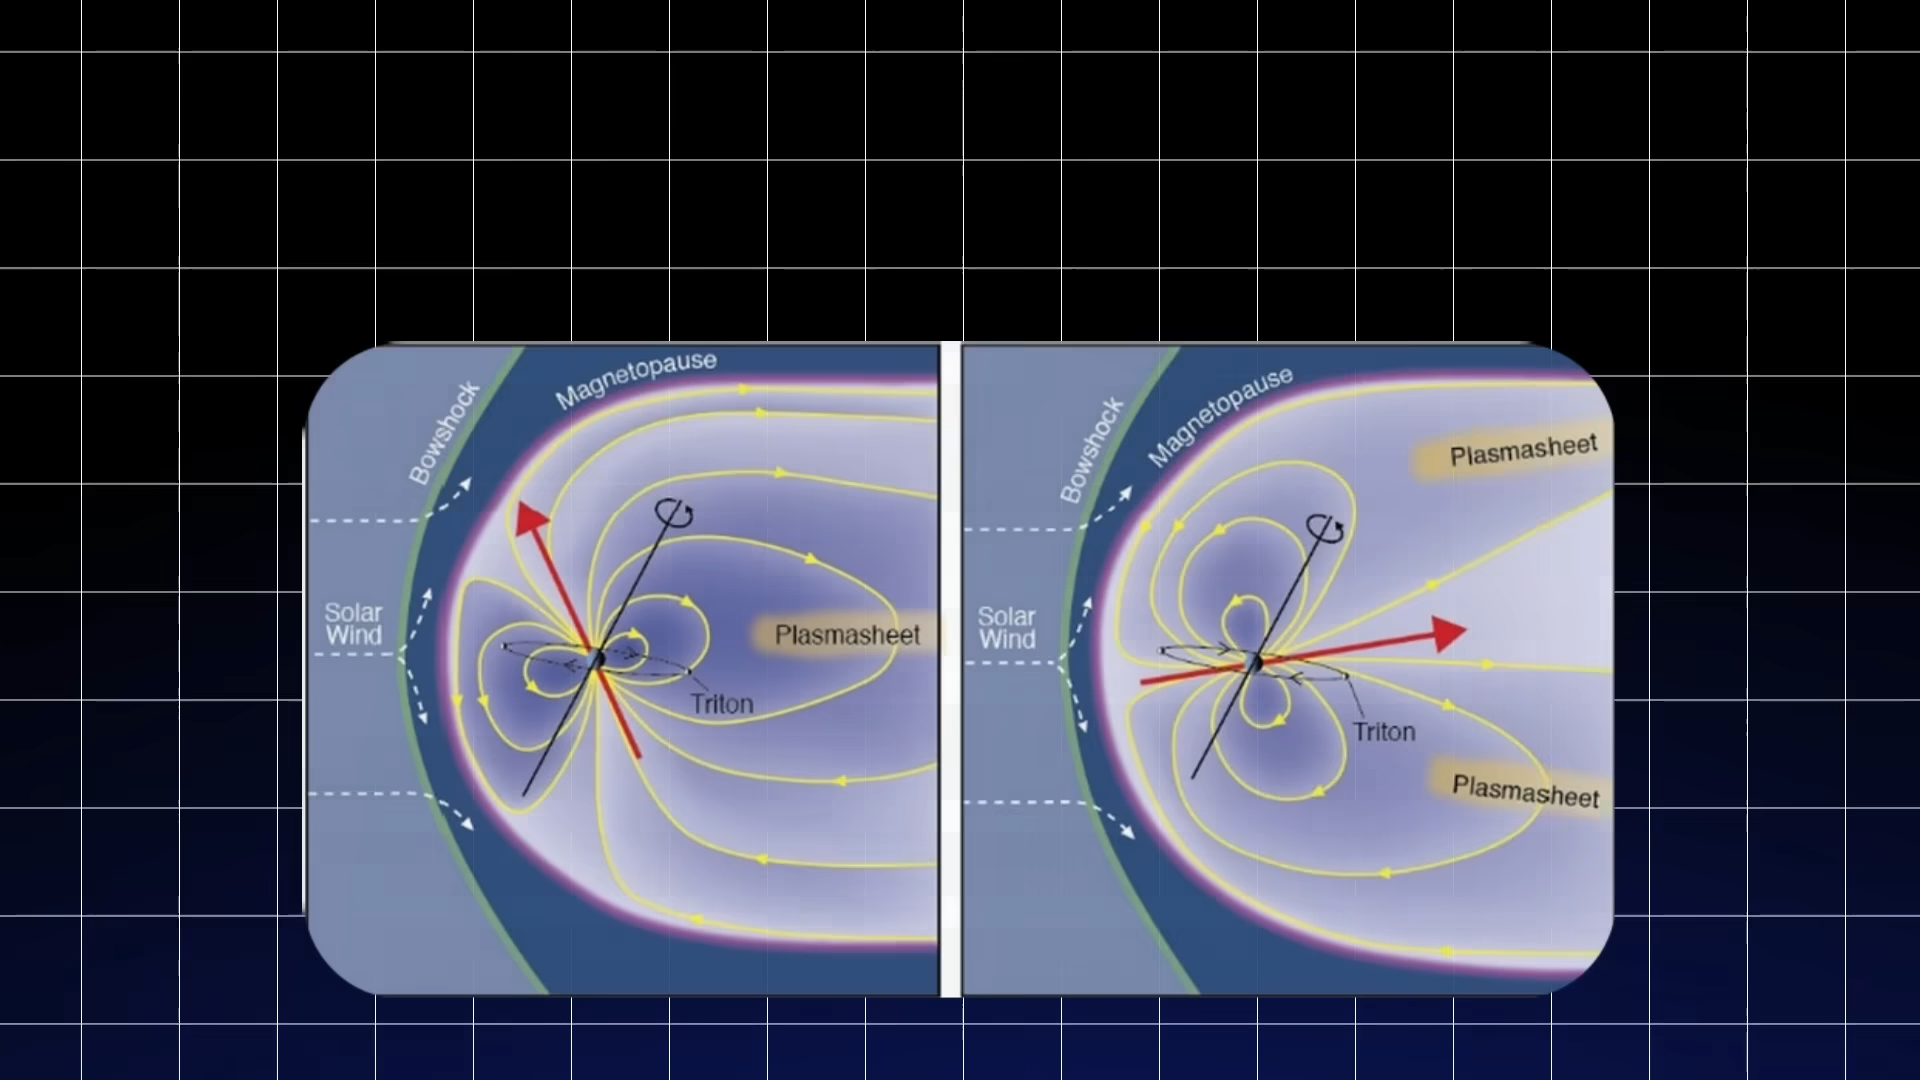 Magnetopause
Bowshock
Solar
Wind
Plasmasheet
Triton
Magnetopause
Bowshock
Plasmasheet
Solar
Wind
Triton
Plasmasheet